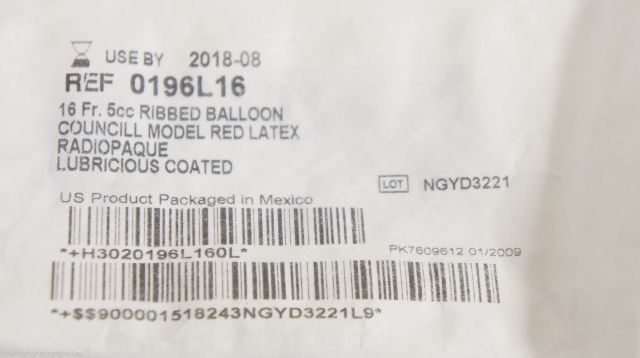 USE BY 2018-08
REF 0196L16
16 Fr. 5cc RIBBED BALLOON
COUNCILL MODEL RED LATEX
RADIOPAQUE
LUBRICIOUS COATED
LOT NGYD3221
US Product Packaged in Mexico
*+H3020196L160L*
PK7609612 01/2009
*+$$900001518243NGYD3221L9*